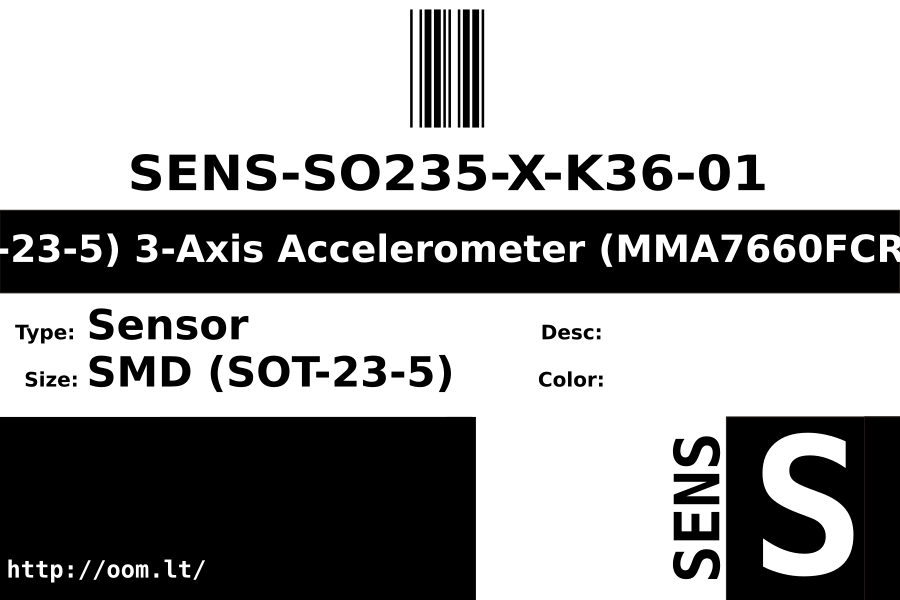 SENS-SO235-X-K36-01
-23-5) 3-Axis Accelerometer (MMA7660FCR
Type: Sensor
Desc:
Size: SMD (SOT-23-5)
Color:
http://oom.lt/
SENS
S